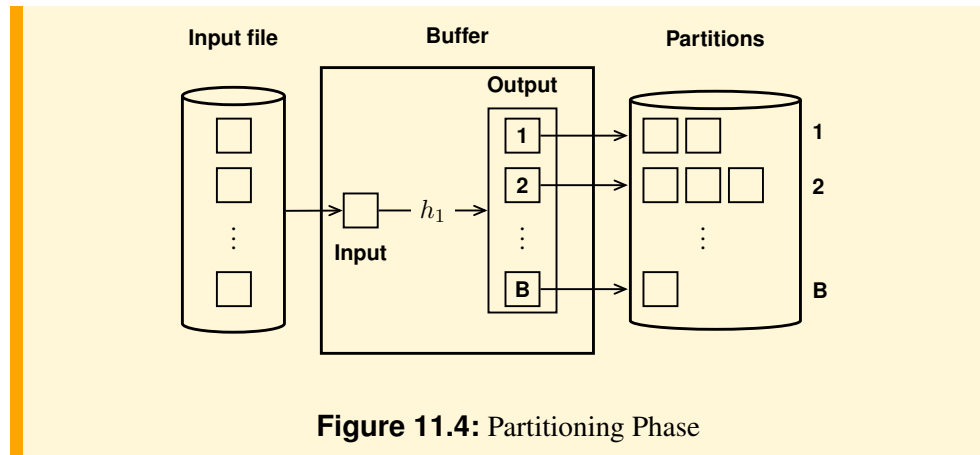 Input file
Buffer
Partitions
Output
1
1
2
2
h₁
Input
⋮
⋮
⋮
B
B
Figure 11.4: Partitioning Phase